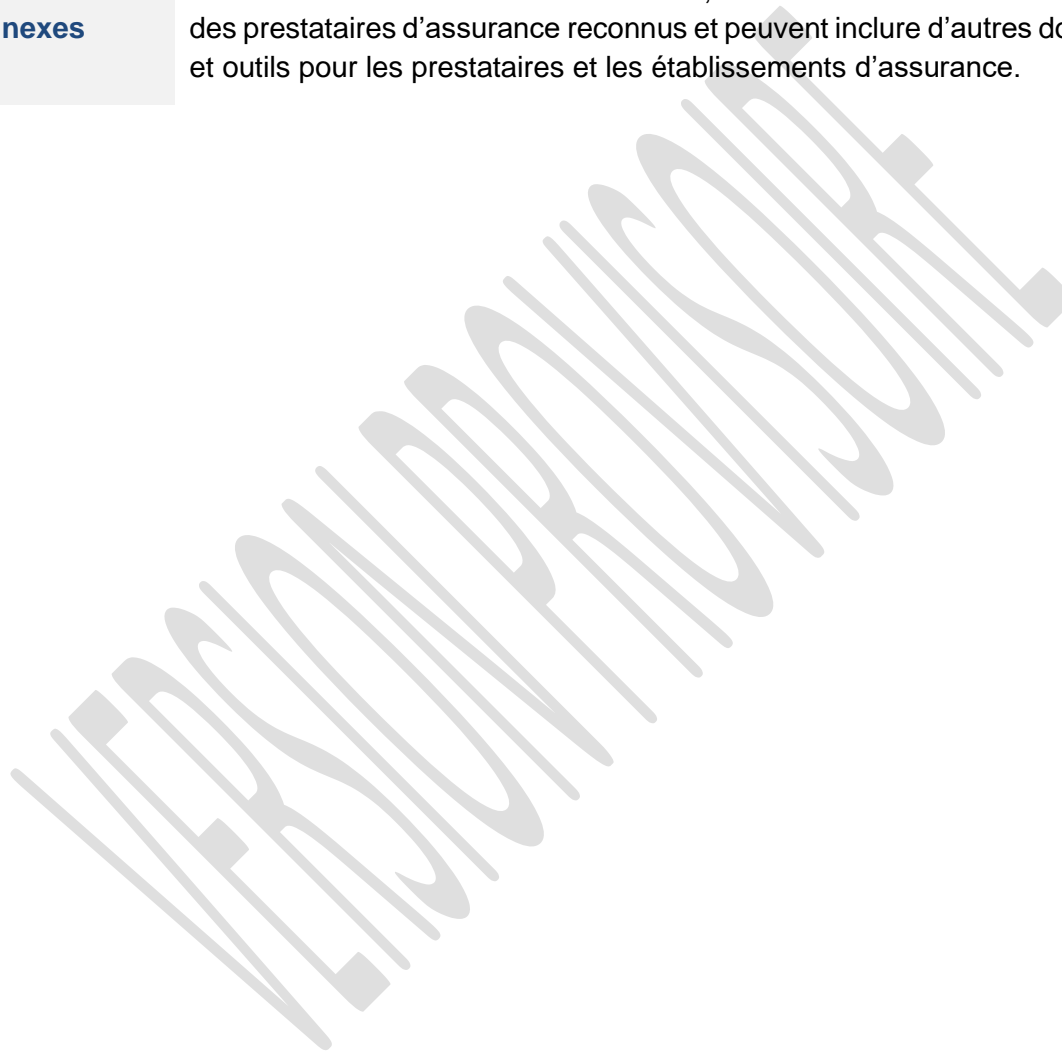 nexes
des prestataires d’assurance reconnus et peuvent inclure d’autres do
et outils pour les prestataires et les établissements d’assurance.
VERSION PROVISOIRE